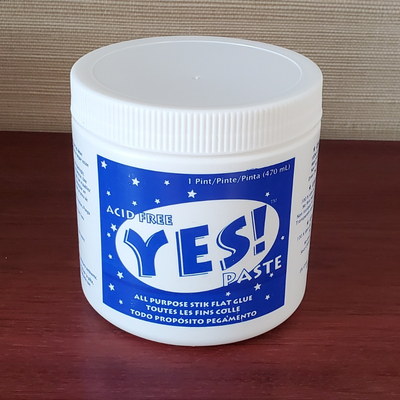 1 Pint/Pinte/Pinta (470 mL)
ACID FREE
YES!™
PASTE
ALL PURPOSE STIK FLAT GLUE
TOUTES LES FINS COLLE
TODO PROPÓSITO PEGAMENTO